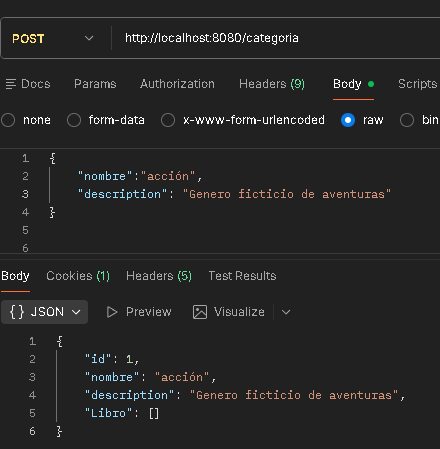 POST http://localhost:8080/categoria
Docs Params Authorization Headers (9) Body Scripts
none form-data x-www-form-urlencoded raw bin
1 {
2 "nombre":"acción",
3 "description": "Genero ficticio de aventuras"
4 }
5
6
Body Cookies (1) Headers (5) Test Results
{} JSON Preview Visualize
1 {
2 "id": 1,
3 "nombre": "acción",
4 "description": "Genero ficticio de aventuras",
5 "Libro": []
6 }